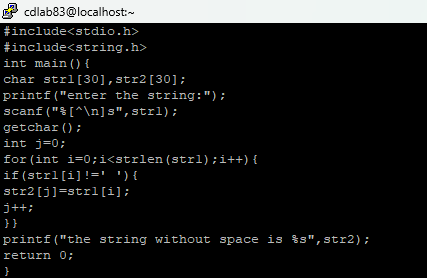 cdlab83@localhost:~
#include<stdio.h>
#include<string.h>
int main(){
char str1[30],str2[30];
printf("enter the string:");
scanf("%[^\n]s",str1);
getchar();
int j=0;
for(int i=0;i<strlen(str1);i++){
if(str1[i]!=' '){
str2[j]=str1[i];
j++;
}}
printf("the string without space is %s",str2);
return 0;
}